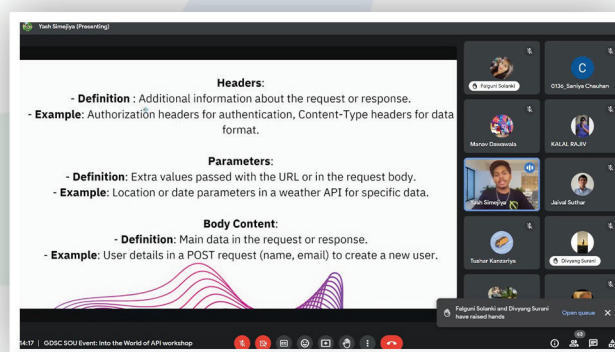 Yash Simejiya (Presenting)
Headers:
- Definition : Additional information about the request or response.
- Example: Authorization headers for authentication, Content-Type headers for data
format.
Parameters:
- Definition: Extra values passed with the URL or in the request body.
- Example: Location or date parameters in a weather API for specific data.
Body Content:
- Definition: Main data in the request or response.
- Example: User details in a POST request (name, email) to create a new user.
Falguni Solanki
C
0136_Saniya Chauhan
Manav Dawawala
KALAL RAJIV
Yash Simejiya
Jaival Suthar
Tushar Kanzariya
Divyang Surani
Falguni Solanki and Divyang Surani
have raised hands
Open queue
14:17 | GDSC SOU Event: Into the World of API workshop